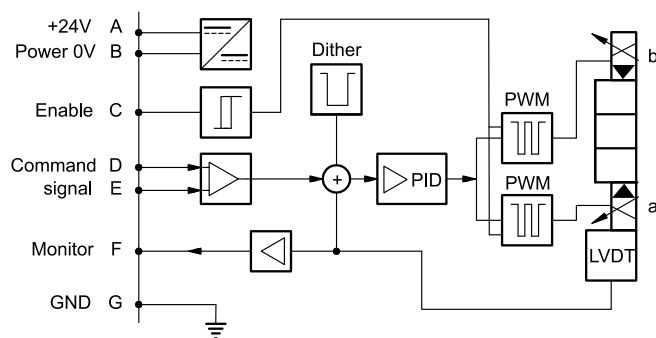 +24V A
Power 0V B
Enable C
Command D
signal E
Monitor F
GND G
Dither
+
PID
PWM
PWM
b
a
LVDT